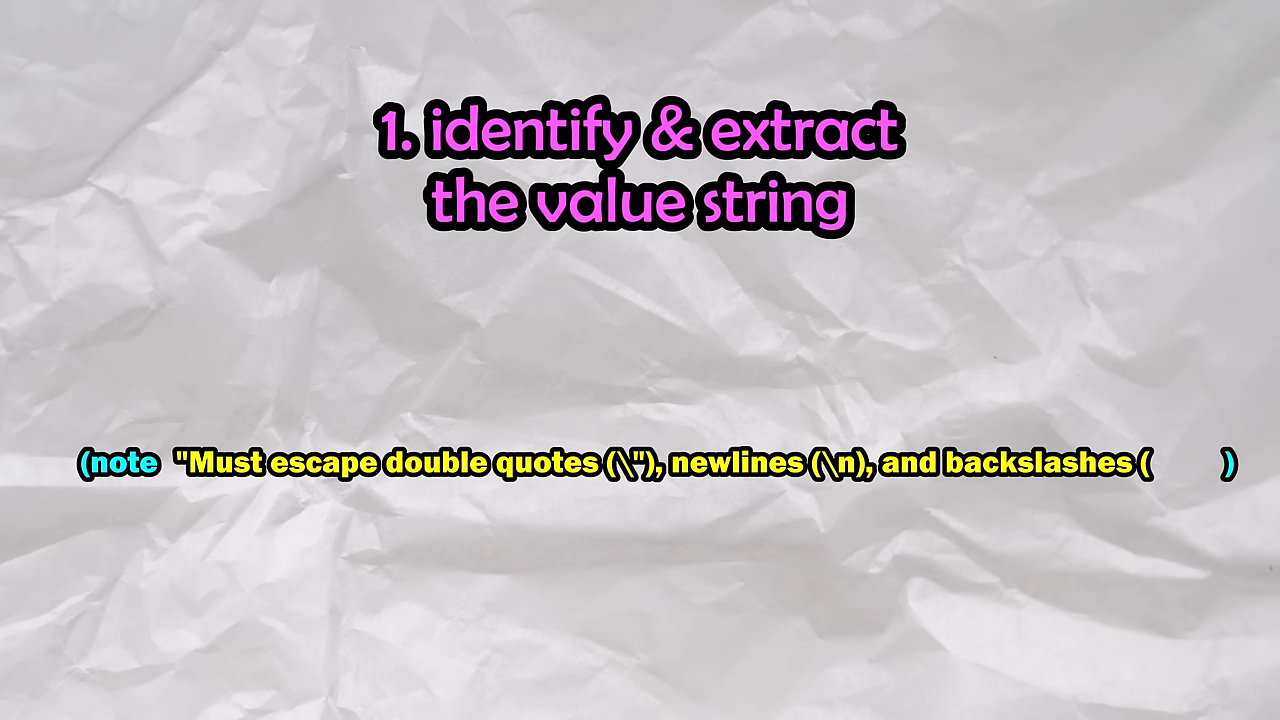 1. identify & extract
the value string
(note "Must escape double quotes (\"), newlines (\n), and backslashes ( )